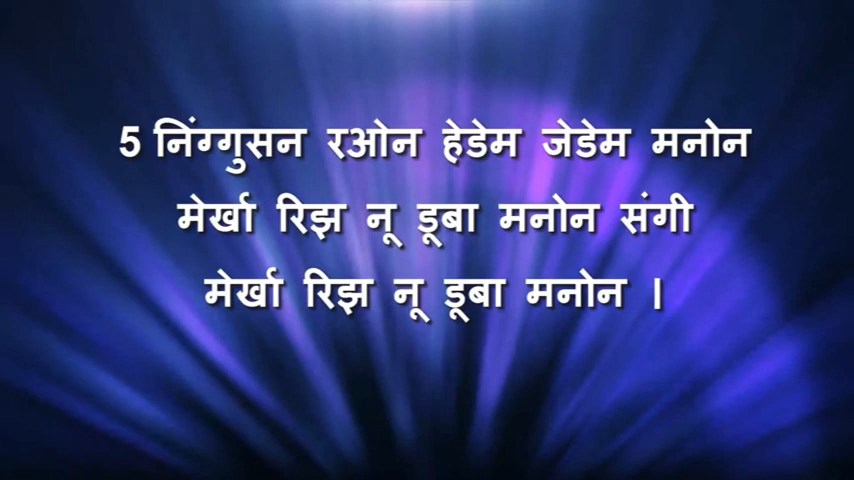 5 निंग्गुसन रओन हेडेम जेडेम मनोन
मेर्खा रिझ नू डूबा मनोन संगी
मेर्खा रिझ नू डूबा मनोन ।